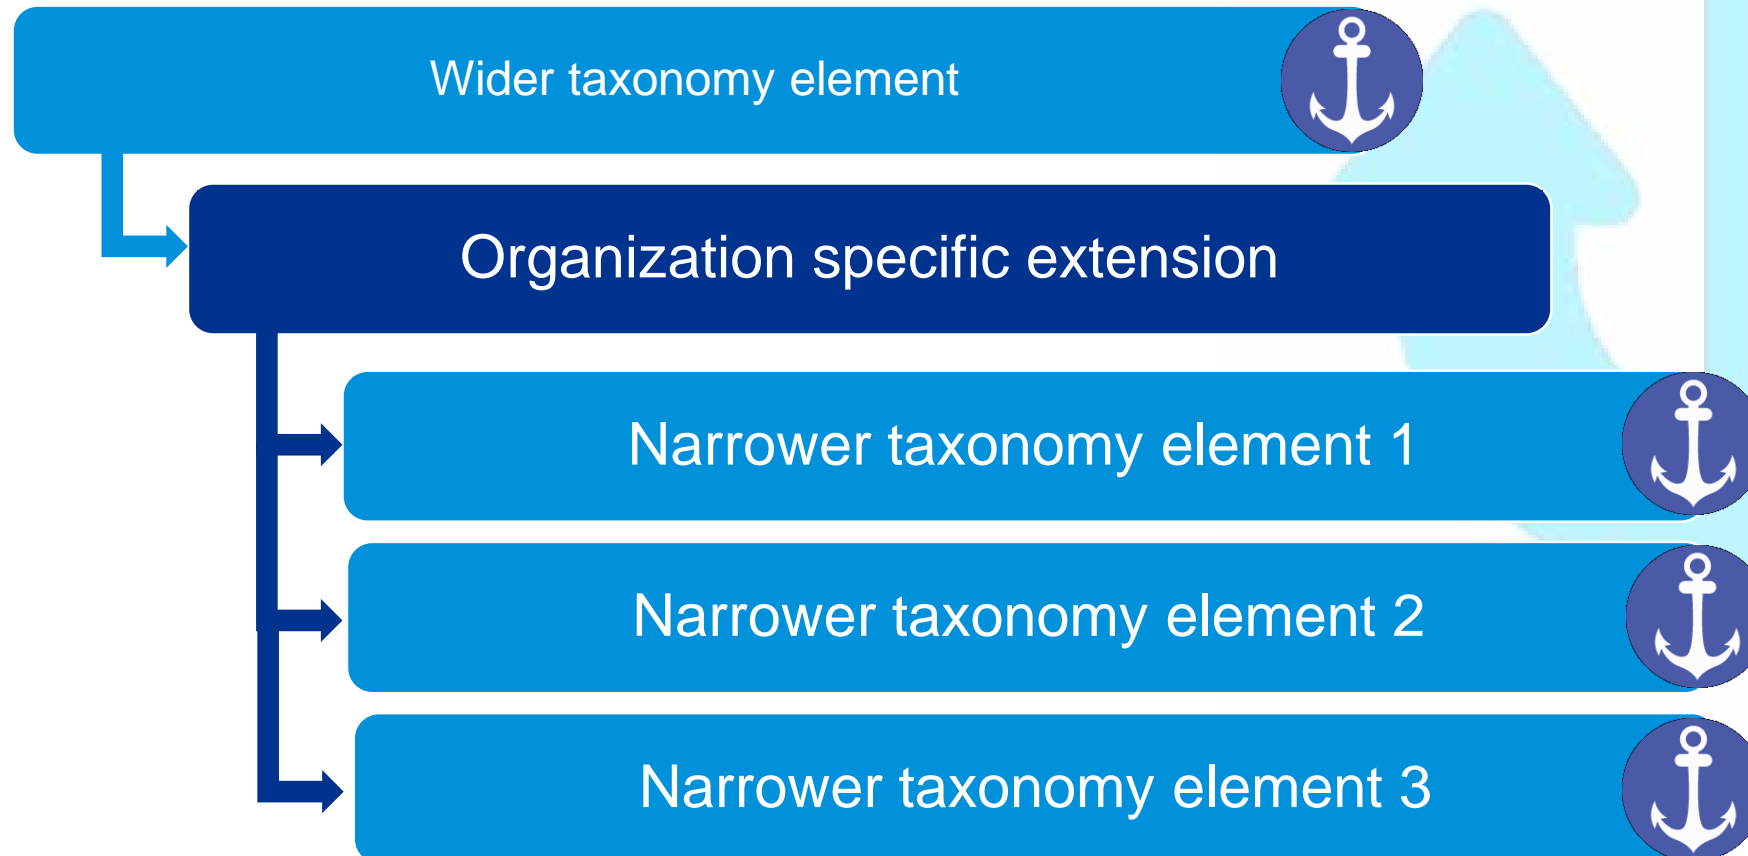 Wider taxonomy element
Organization specific extension
Narrower taxonomy element 1
Narrower taxonomy element 2
Narrower taxonomy element 3